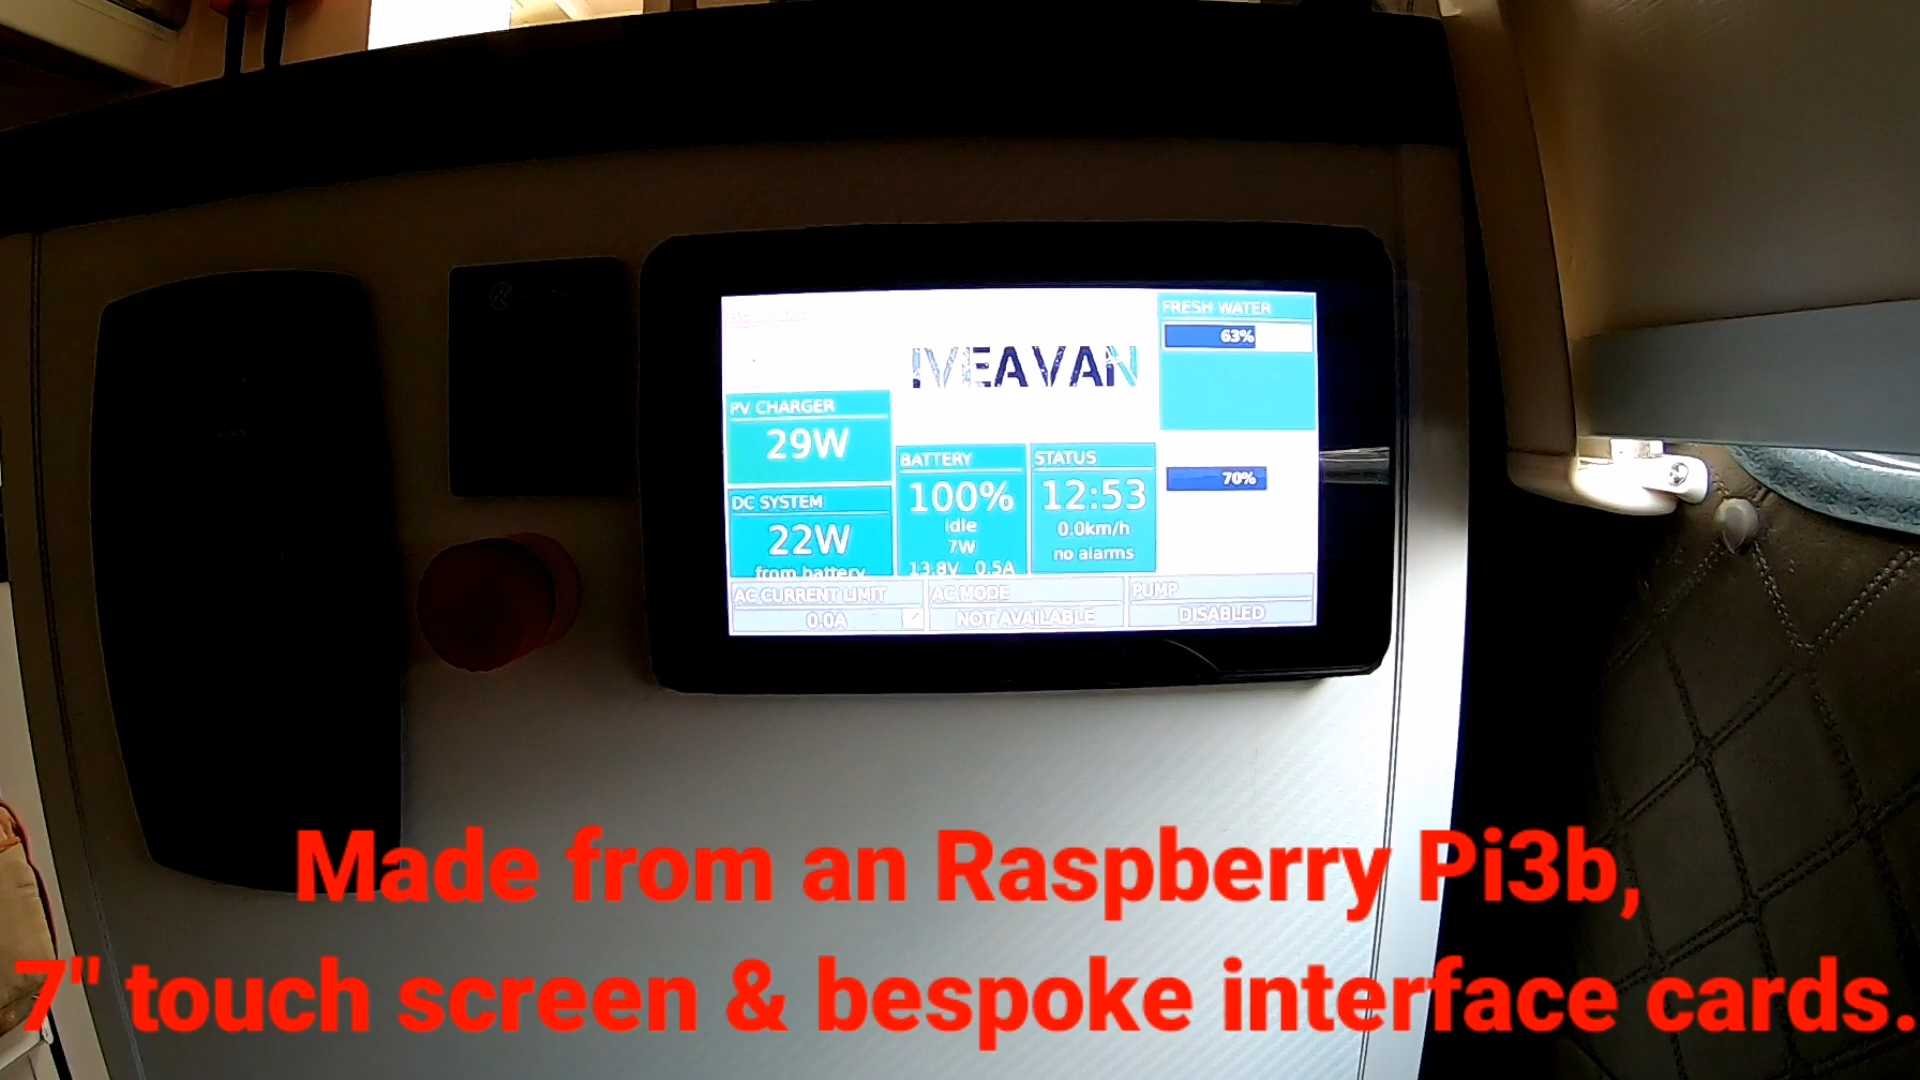 FRESH WATER
63%
IVEAVAN
PV CHARGER
29W
BATTERY
STATUS
70%
100%
12:53
DC SYSTEM
idle
0.0km/h
22W
7W
no alarms
from battery
13.8V 0.5A
AC CURRENT LIMIT
AC MODE
PUMP
0.0A
NOT AVAILABLE
DISABLED
Made from an Raspberry Pi3b,
7" touch screen & bespoke interface cards.